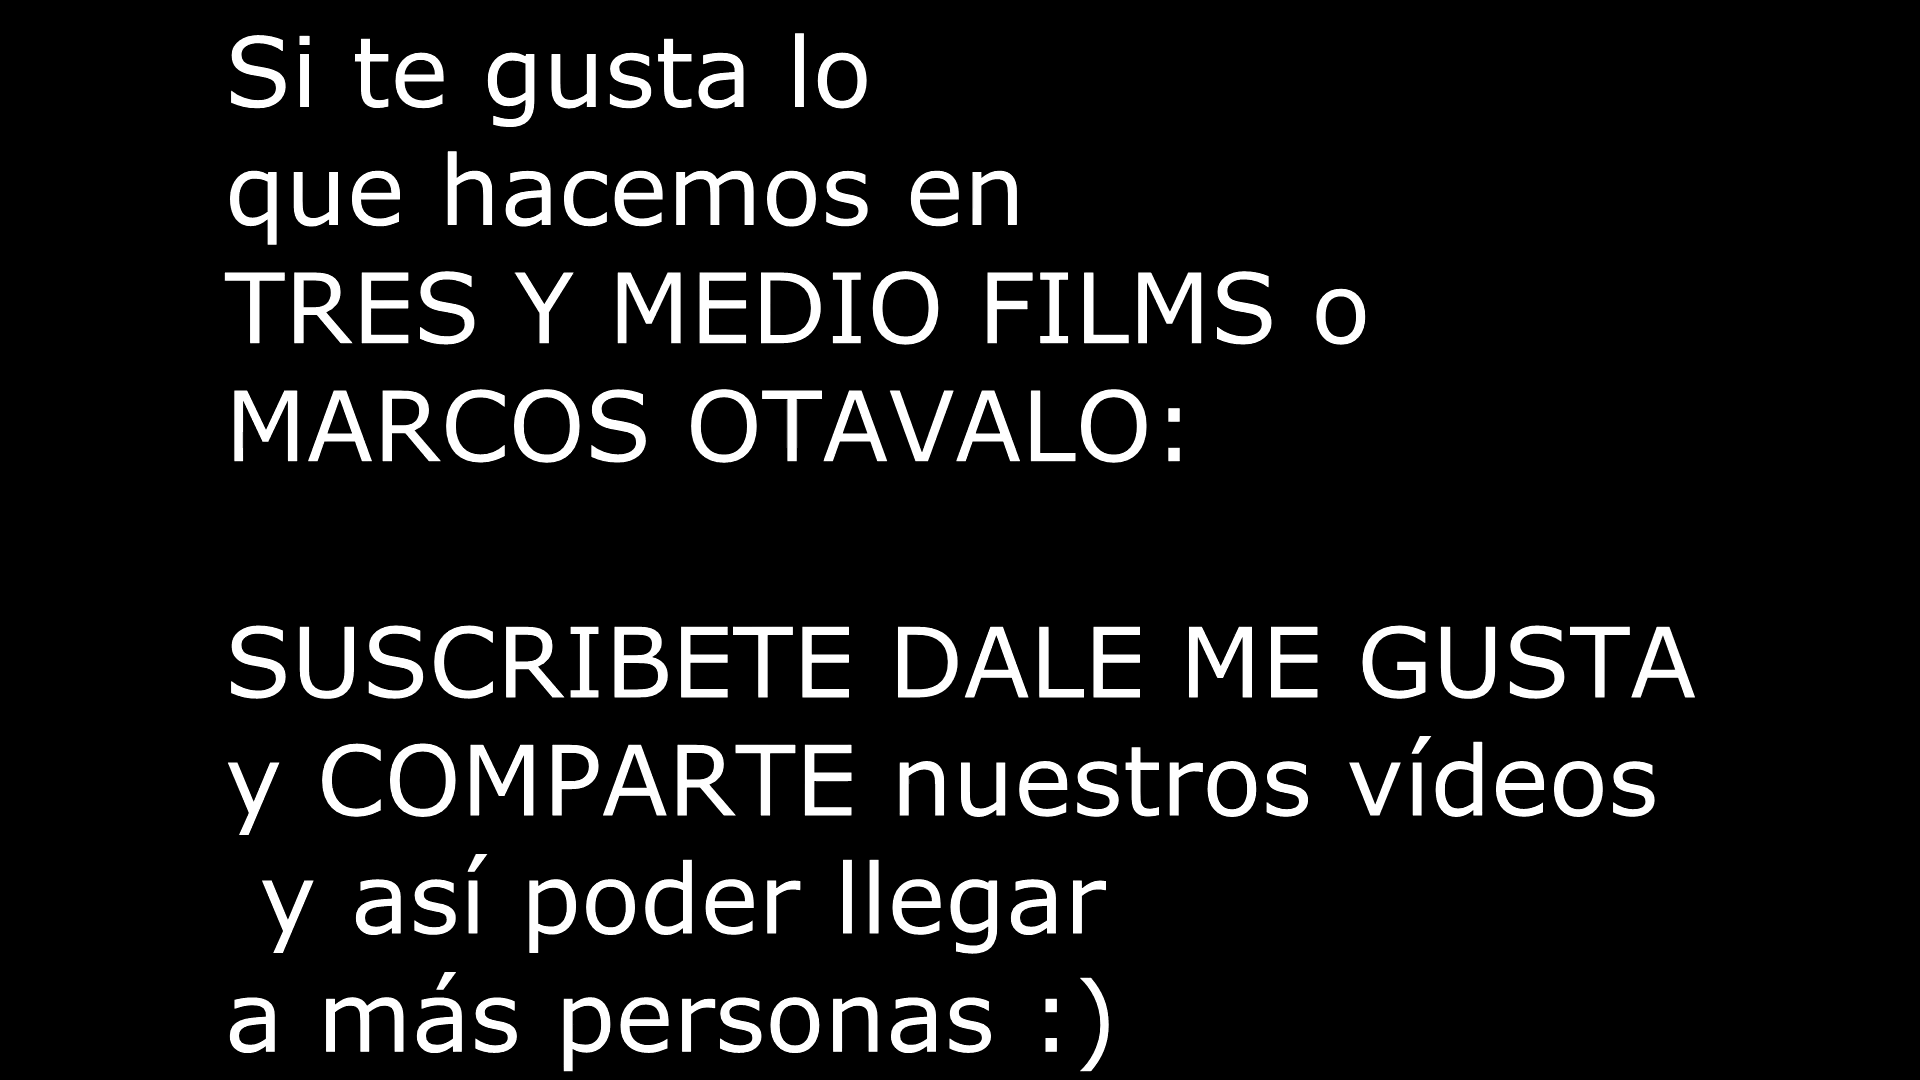 Si te gusta lo
que hacemos en
TRES Y MEDIO FILMS o
MARCOS OTAVALO:
SUSCRIBETE DALE ME GUSTA
y COMPARTE nuestros vídeos
y así poder llegar
a más personas :)